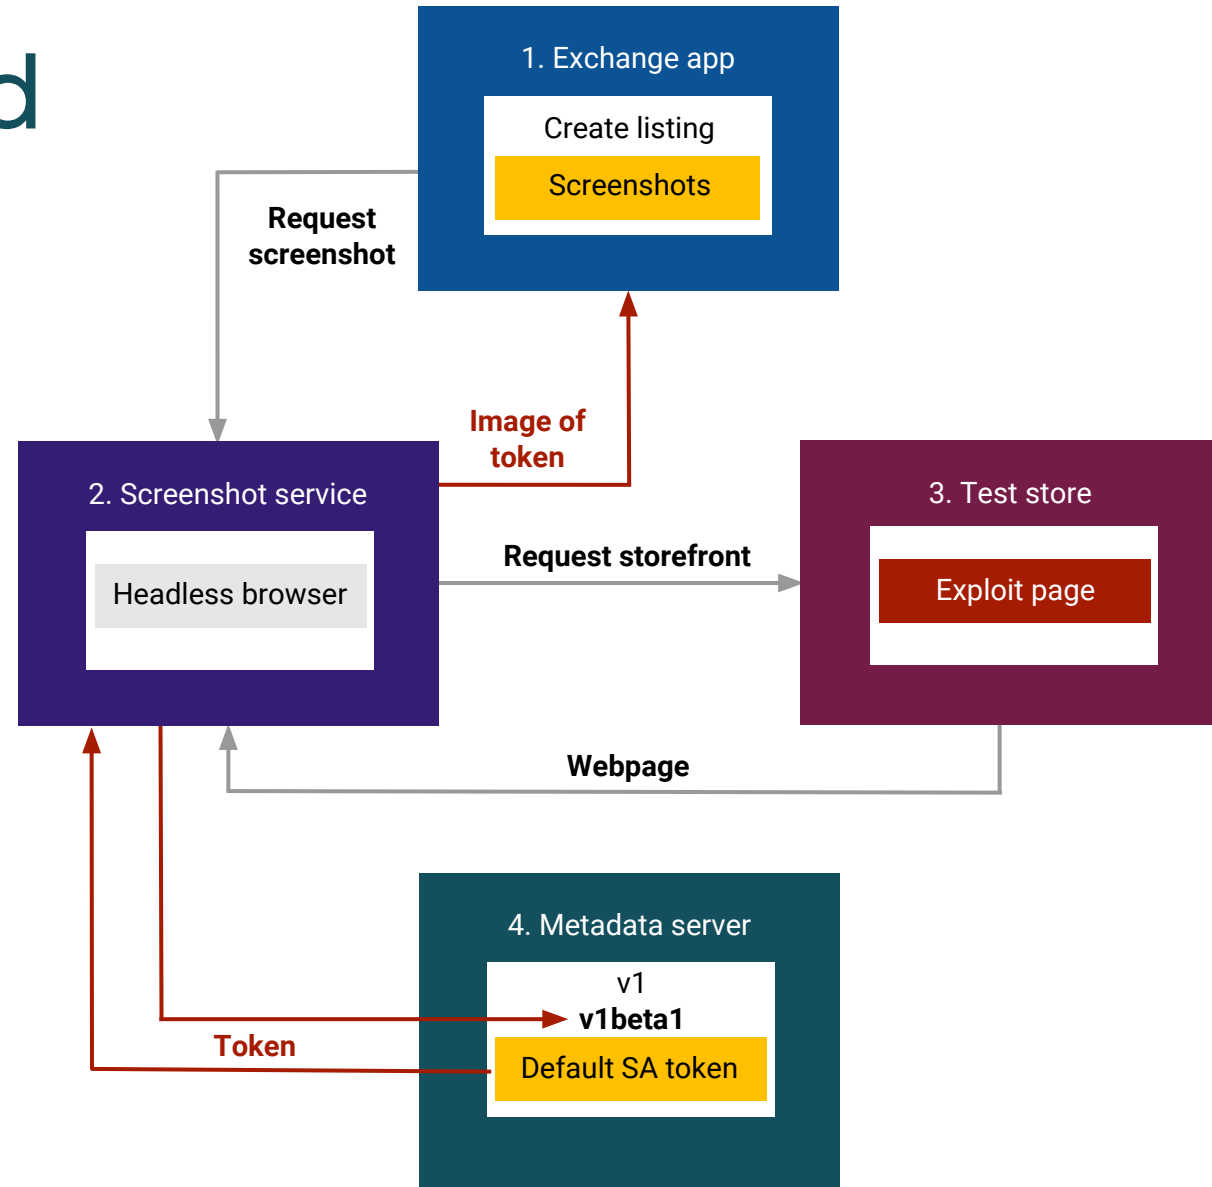 d
1. Exchange app
Create listing
Screenshots
Request
screenshot
Image of
token
2. Screenshot service
Headless browser
Request storefront
3. Test store
Exploit page
Webpage
4. Metadata server
v1
v1beta1
Token
Default SA token